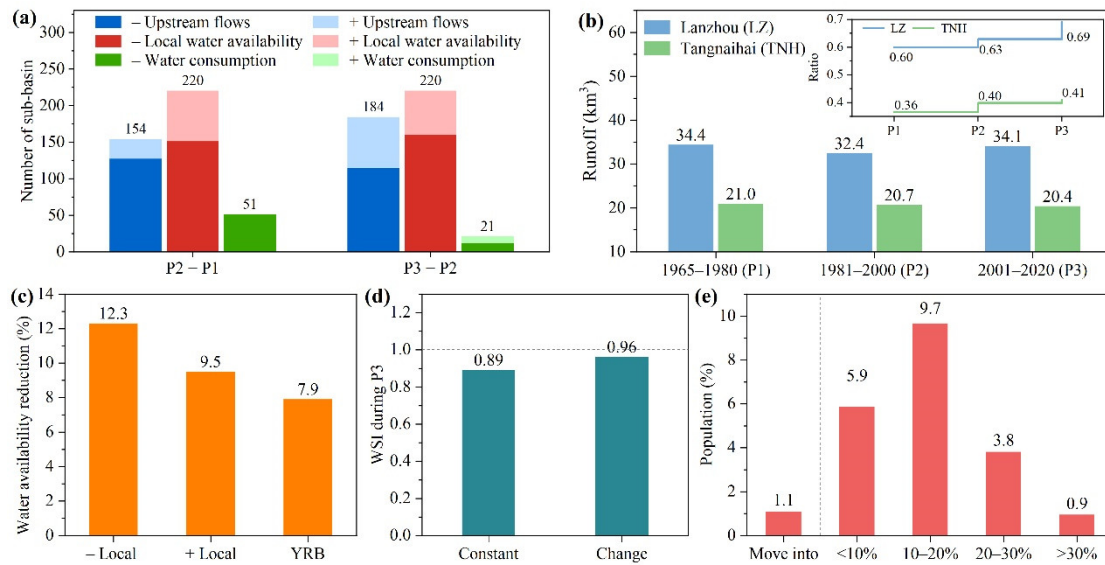 (a)
– Upstream flows
+ Upstream flows
– Local water availability
+ Local water availability
– Water consumption
+ Water consumption
Number of sub-basin
300
250
200
150
100
50
0
154
220
51
184
220
21
P2 – P1
P3 – P2
(b)
Lanzhou (LZ)
Tangnaihai (TNH)
Runoff (km³)
60
50
40
30
20
10
34.4
21.0
32.4
20.7
34.1
20.4
1965–1980 (P1)
1981–2000 (P2)
2001–2020 (P3)
LZ
TNH
Ratio
0.7
0.6
0.5
0.4
0.60
0.63
0.69
0.36
0.40
0.41
P1
P2
P3
(c)
Water availability reduction (%)
14
12
10
8
6
4
2
0
12.3
9.5
7.9
– Local
+ Local
YRB
(d)
WSI during P3
1.2
1.0
0.8
0.6
0.4
0.2
0.0
0.89
0.96
Constant
Change
(e)
Population (%)
10
8
6
4
2
0
1.1
5.9
9.7
3.8
0.9
Move into
<10%
10–20%
20–30%
>30%